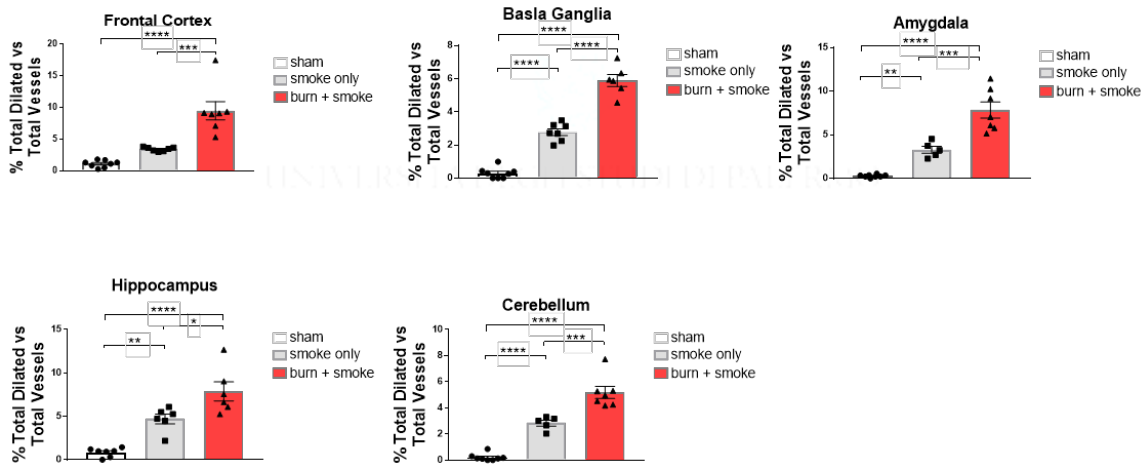 Frontal Cortex
****
***
% Total Dilated vs
Total Vessels
20
15
10
5
0
sham
smoke only
burn + smoke
Basla Ganglia
****
****
****
% Total Dilated vs
Total Vessels
8
6
4
2
0
sham
smoke only
burn + smoke
Amygdala
****
***
**
% Total Dilated vs
Total Vessels
15
10
5
0
sham
smoke only
burn + smoke
Hippocampus
****
*
**
% Total Dilated vs
Total Vessels
15
10
5
0
sham
smoke only
burn + smoke
Cerebellum
****
***
****
% Total Dilated vs
Total Vessels
10
8
6
4
2
0
sham
smoke only
burn + smoke